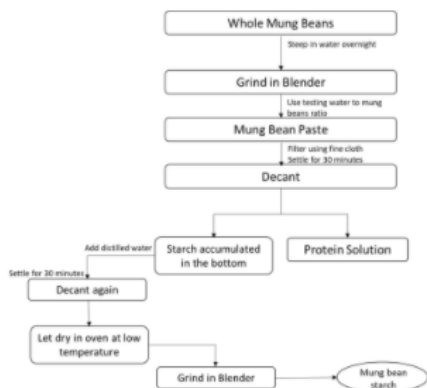 Whole Mung Beans
Steep in water overnight
Grind in Blender
Use testing water to mung
beans ratio
Mung Bean Paste
Filter using fine cloth
Settle for 30 minutes
Decant
Add distilled water
Starch accumulated
in the bottom
Protein Solution
Settle for 30 minutes
Decant again
Let dry in oven at low
temperature
Grind in Blender
Mung bean
starch